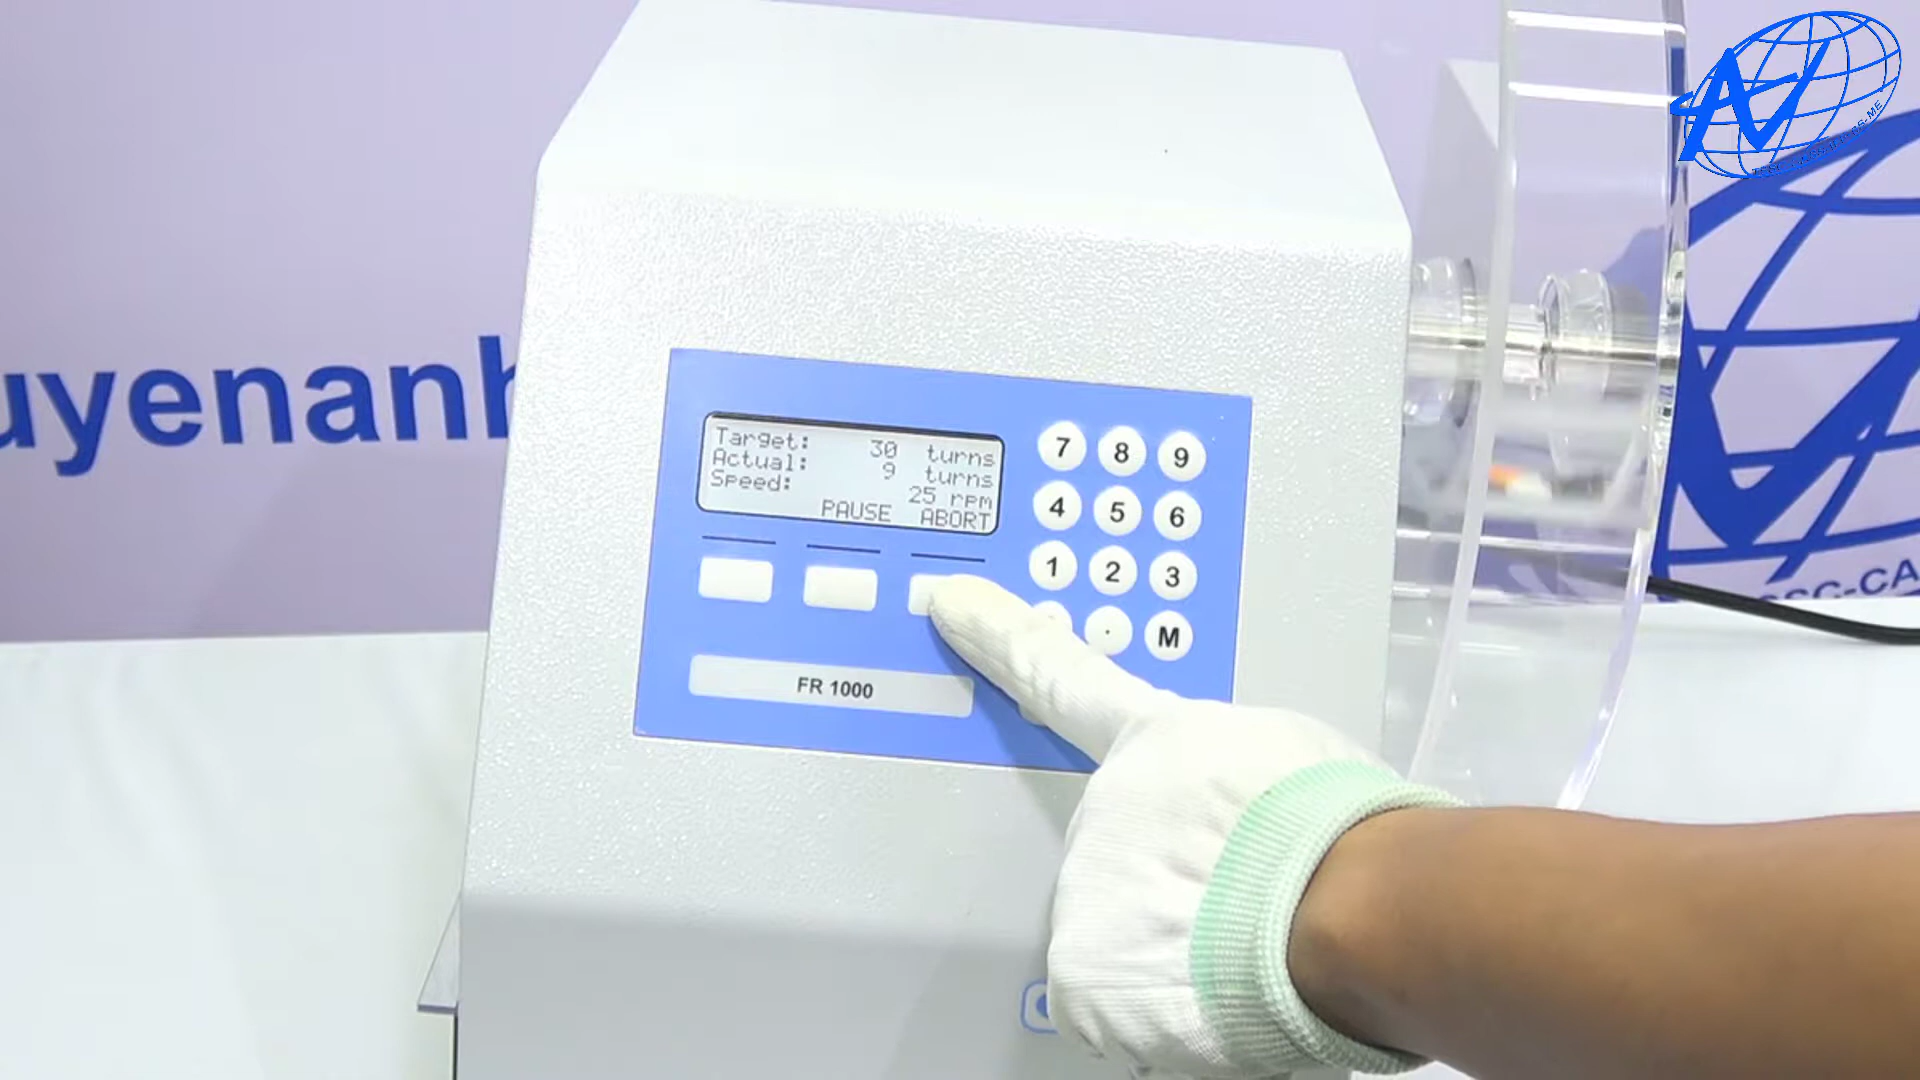 uyenanh
Target: 30 turns
Actual: 9 turns
Speed: 25 rpm
PAUSE ABORT
7 8 9
4 5 6
1 2 3
. M
FR 1000